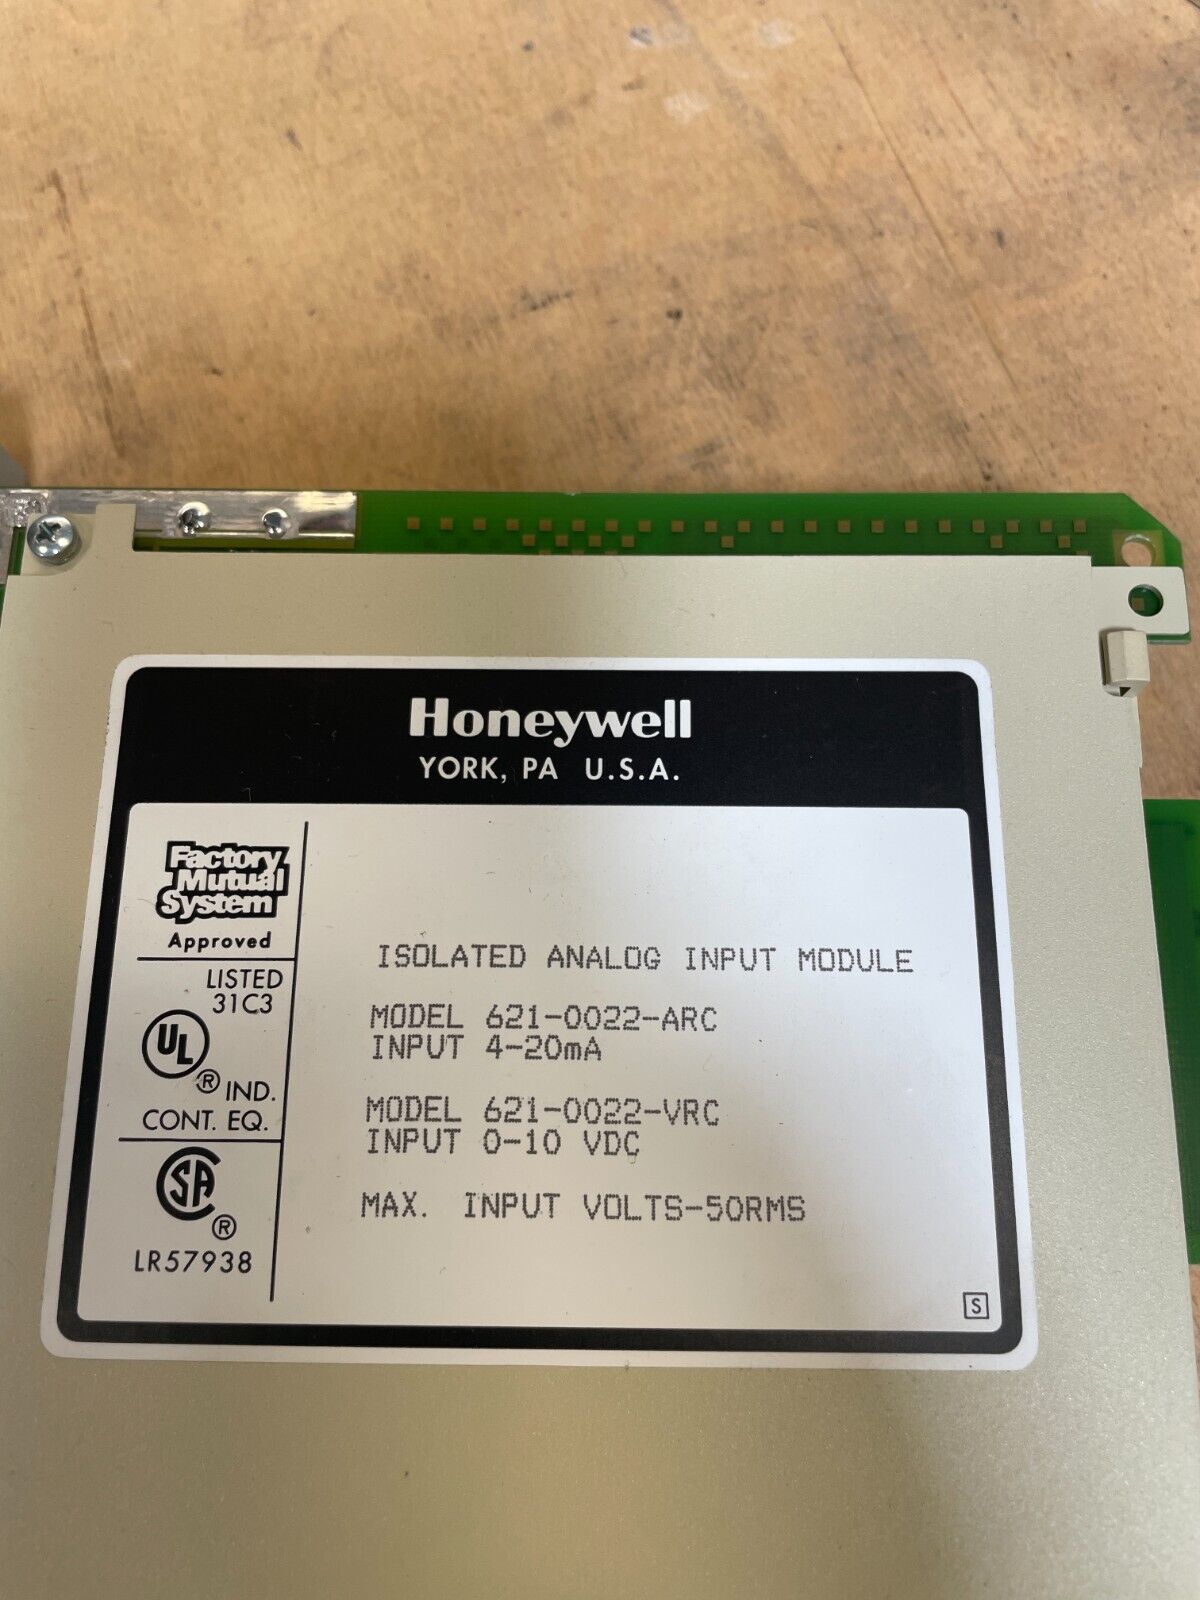 Honeywell
YORK, PA U.S.A.
Factory
Mutual
System
Approved
LISTED
31C3
UL
® IND.
CONT. EQ.
SA
®
LR57938
ISOLATED ANALOG INPUT MODULE
MODEL 621-0022-ARC
INPUT 4-20mA
MODEL 621-0022-VRC
INPUT 0-10 VDC
MAX. INPUT VOLTS-50RMS
S